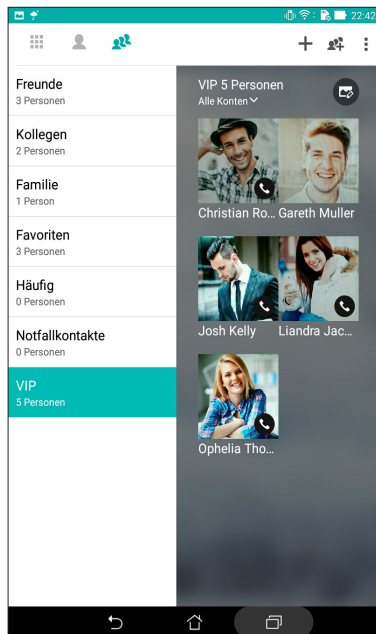 22:42
Freunde
3 Personen
Kollegen
2 Personen
Familie
1 Person
Favoriten
3 Personen
Häufig
0 Personen
Notfallkontakte
0 Personen
VIP
5 Personen
VIP 5 Personen
Alle Konten
Christian Ro... Gareth Muller
Josh Kelly Liandra Jac...
Ophelia Tho...